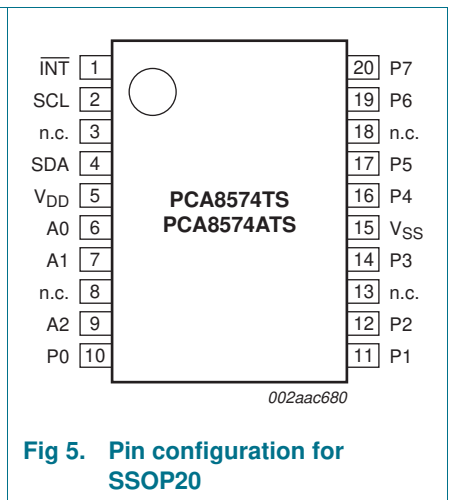 INT 1 20 P7
SCL 2 19 P6
n.c. 3 18 n.c.
SDA 4 17 P5
VDD 5 16 P4
PCA8574TS
PCA8574ATS
A0 6 15 VSS
A1 7 14 P3
n.c. 8 13 n.c.
A2 9 12 P2
P0 10 11 P1
002aac680
Fig 5. Pin configuration for
SSOP20